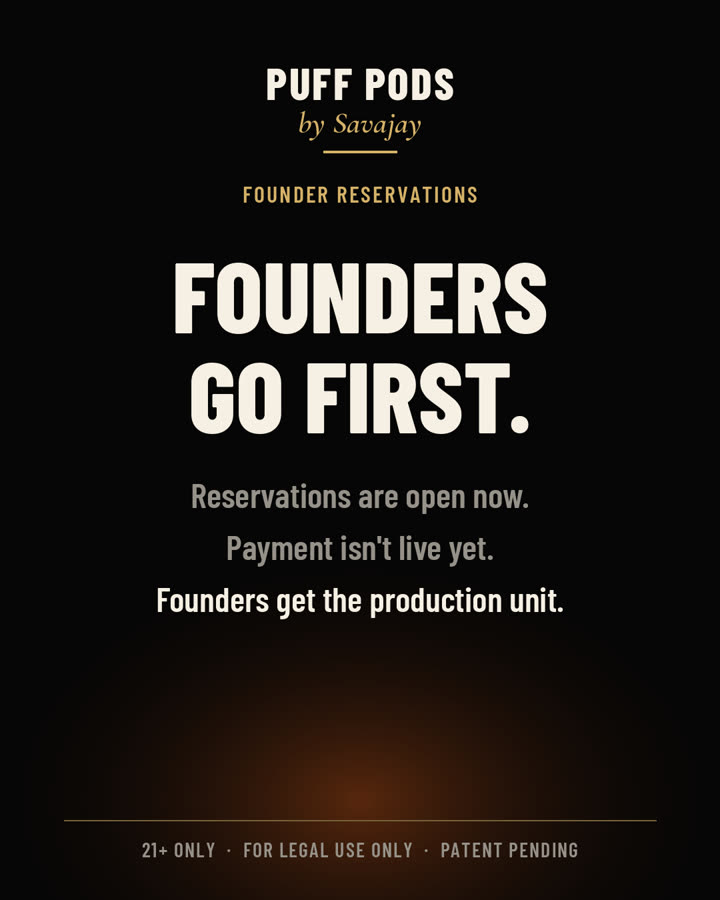 PUFF PODS
by Savajay
FOUNDER RESERVATIONS
FOUNDERS
GO FIRST.
Reservations are open now.
Payment isn't live yet.
Founders get the production unit.
21+ ONLY · FOR LEGAL USE ONLY · PATENT PENDING